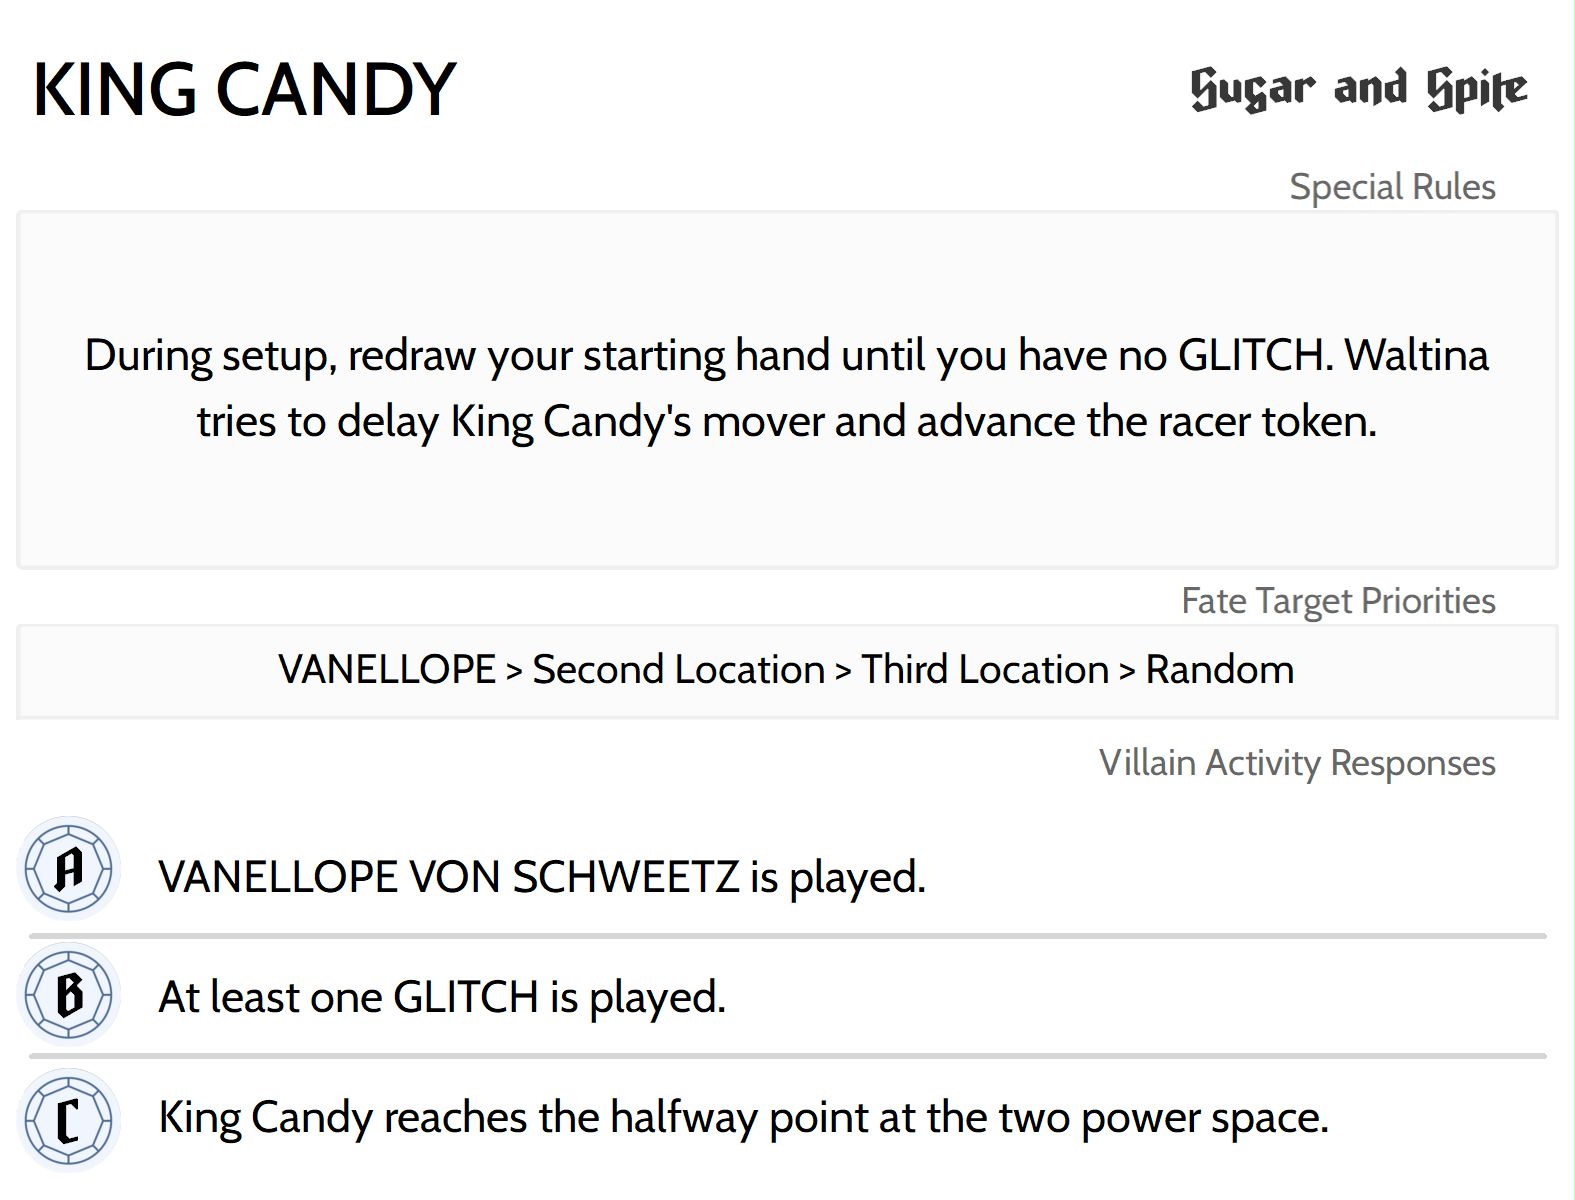 KING CANDY
Sugar and Spite
Special Rules
During setup, redraw your starting hand until you have no GLITCH. Waltina
tries to delay King Candy's mover and advance the racer token.
Fate Target Priorities
VANELLOPE > Second Location > Third Location > Random
Villain Activity Responses
A
VANELLOPE VON SCHWEETZ is played.
B
At least one GLITCH is played.
C
King Candy reaches the halfway point at the two power space.